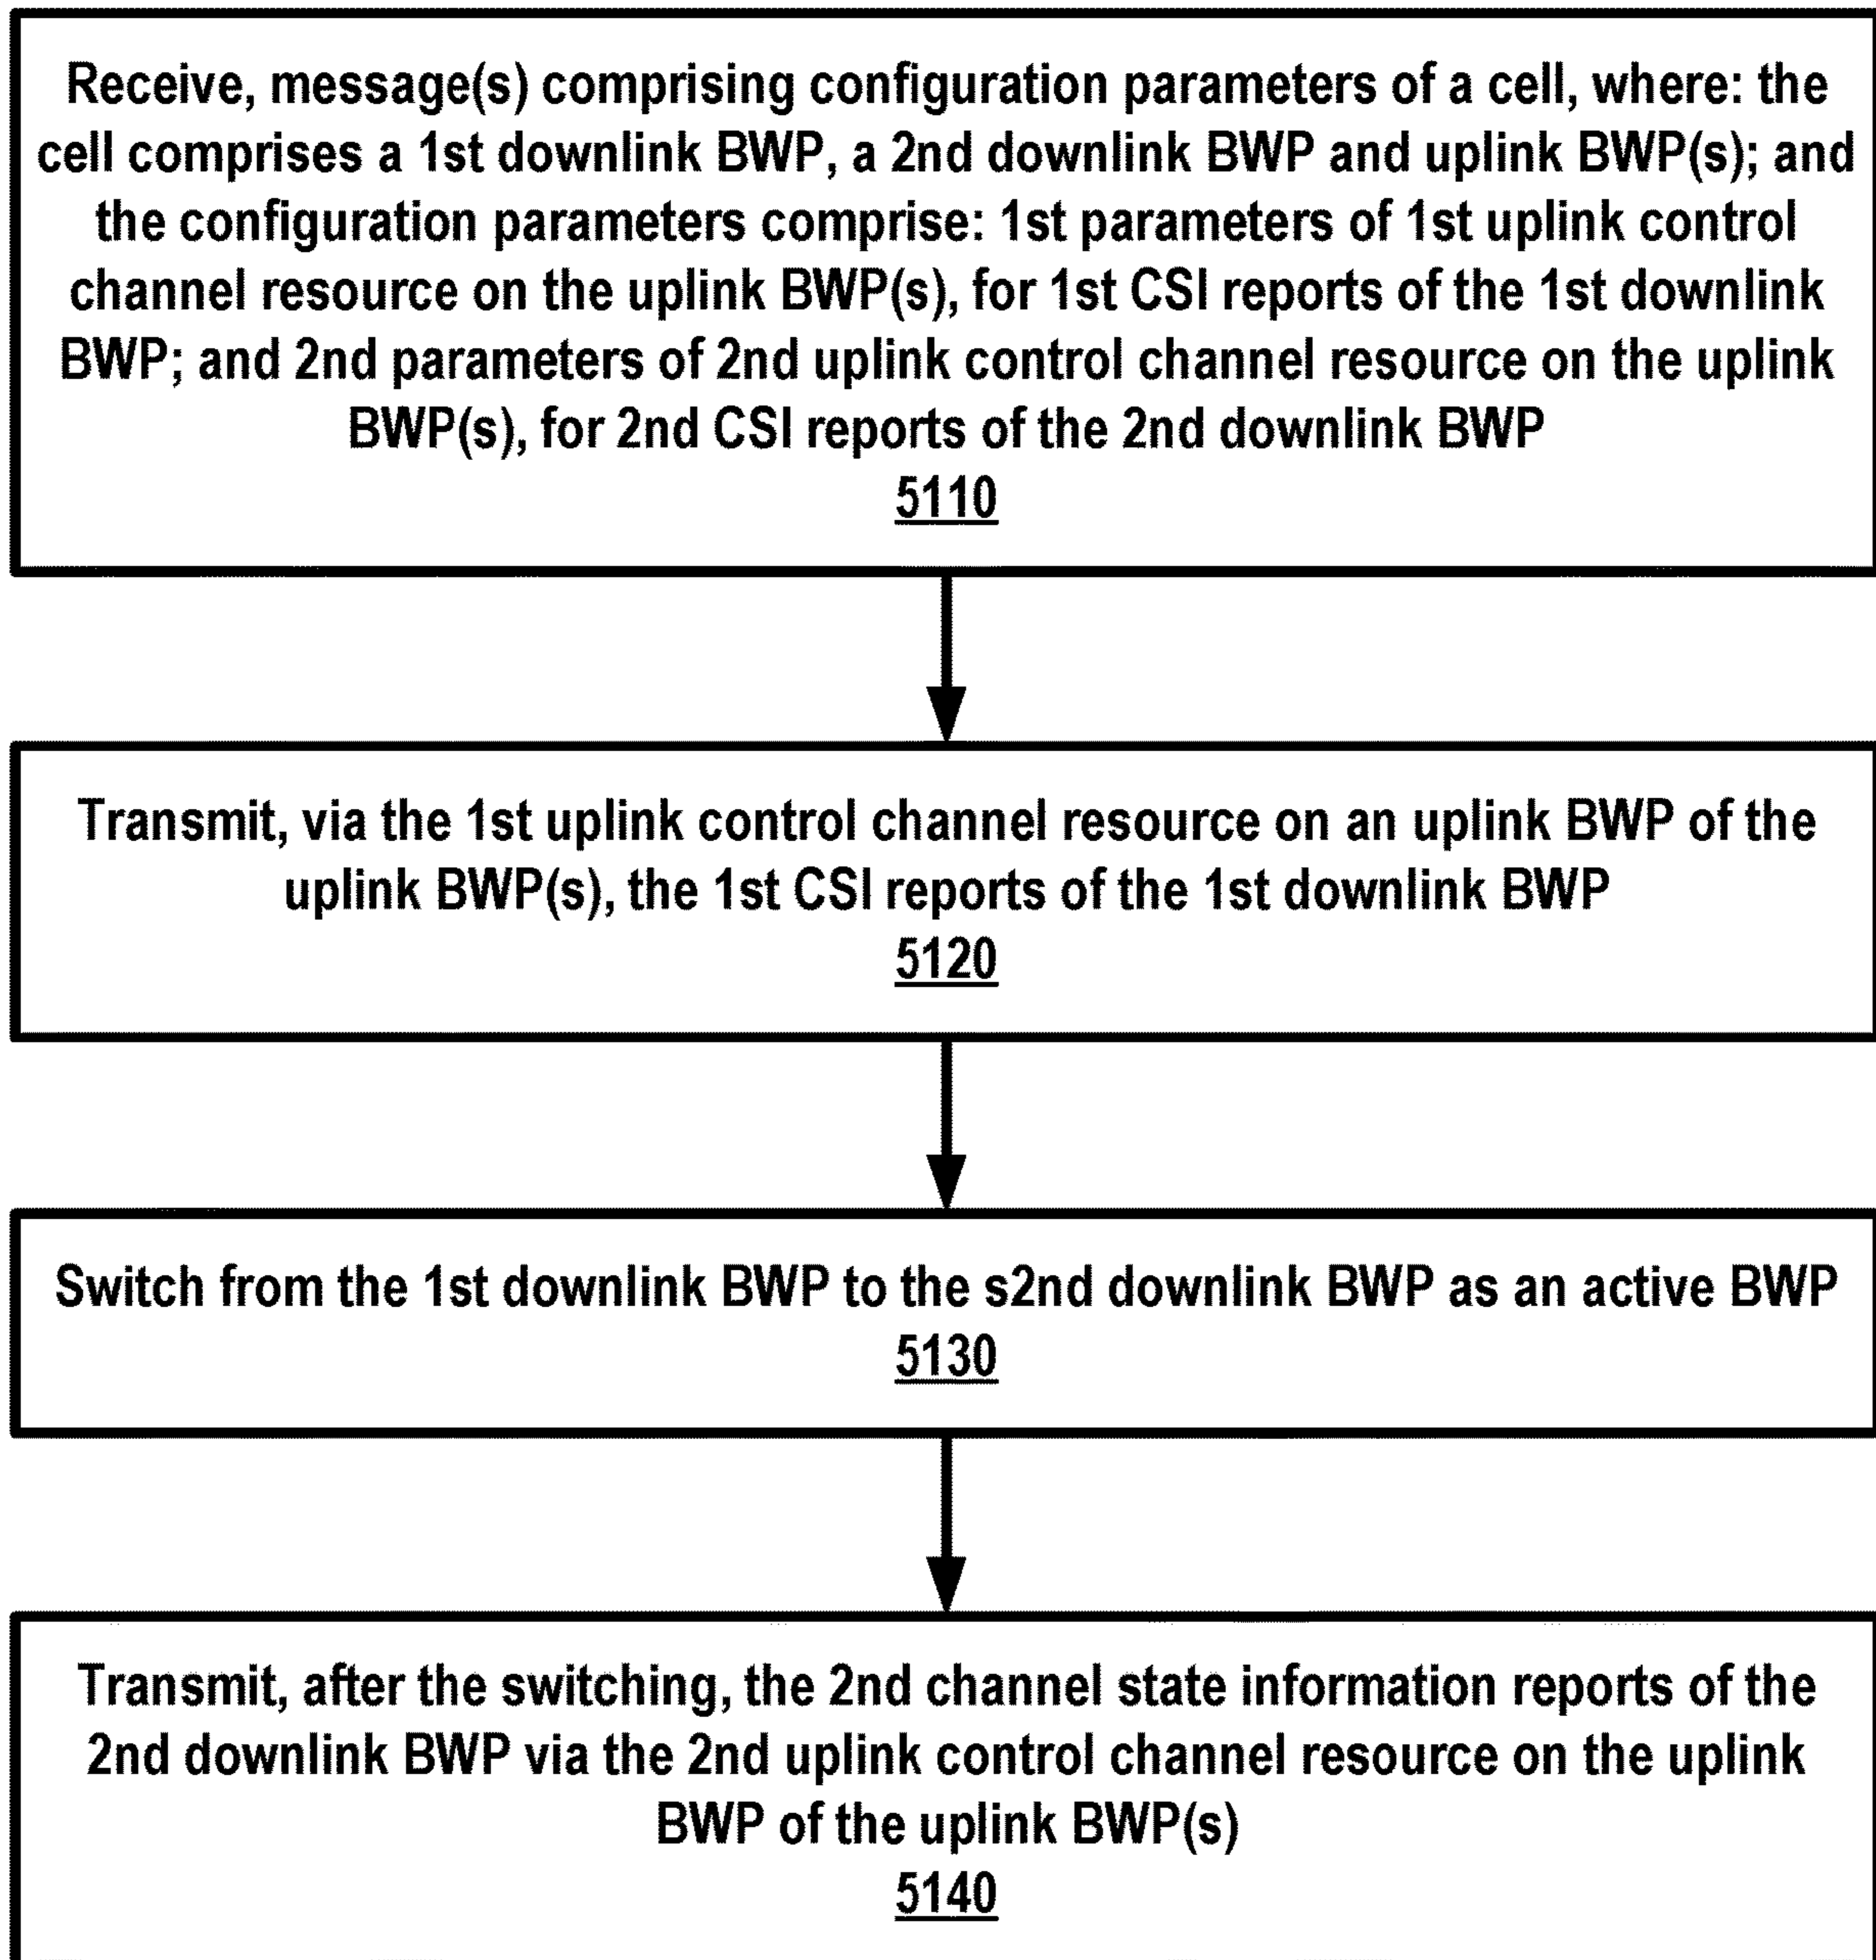 Receive, message(s) comprising configuration parameters of a cell, where: the
cell comprises a 1st downlink BWP, a 2nd downlink BWP and uplink BWP(s); and
the configuration parameters comprise: 1st parameters of 1st uplink control
channel resource on the uplink BWP(s), for 1st CSI reports of the 1st downlink
BWP; and 2nd parameters of 2nd uplink control channel resource on the uplink
BWP(s), for 2nd CSI reports of the 2nd downlink BWP
5110
Transmit, via the 1st uplink control channel resource on an uplink BWP of the
uplink BWP(s), the 1st CSI reports of the 1st downlink BWP
5120
Switch from the 1st downlink BWP to the s2nd downlink BWP as an active BWP
5130
Transmit, after the switching, the 2nd channel state information reports of the
2nd downlink BWP via the 2nd uplink control channel resource on the uplink
BWP of the uplink BWP(s)
5140